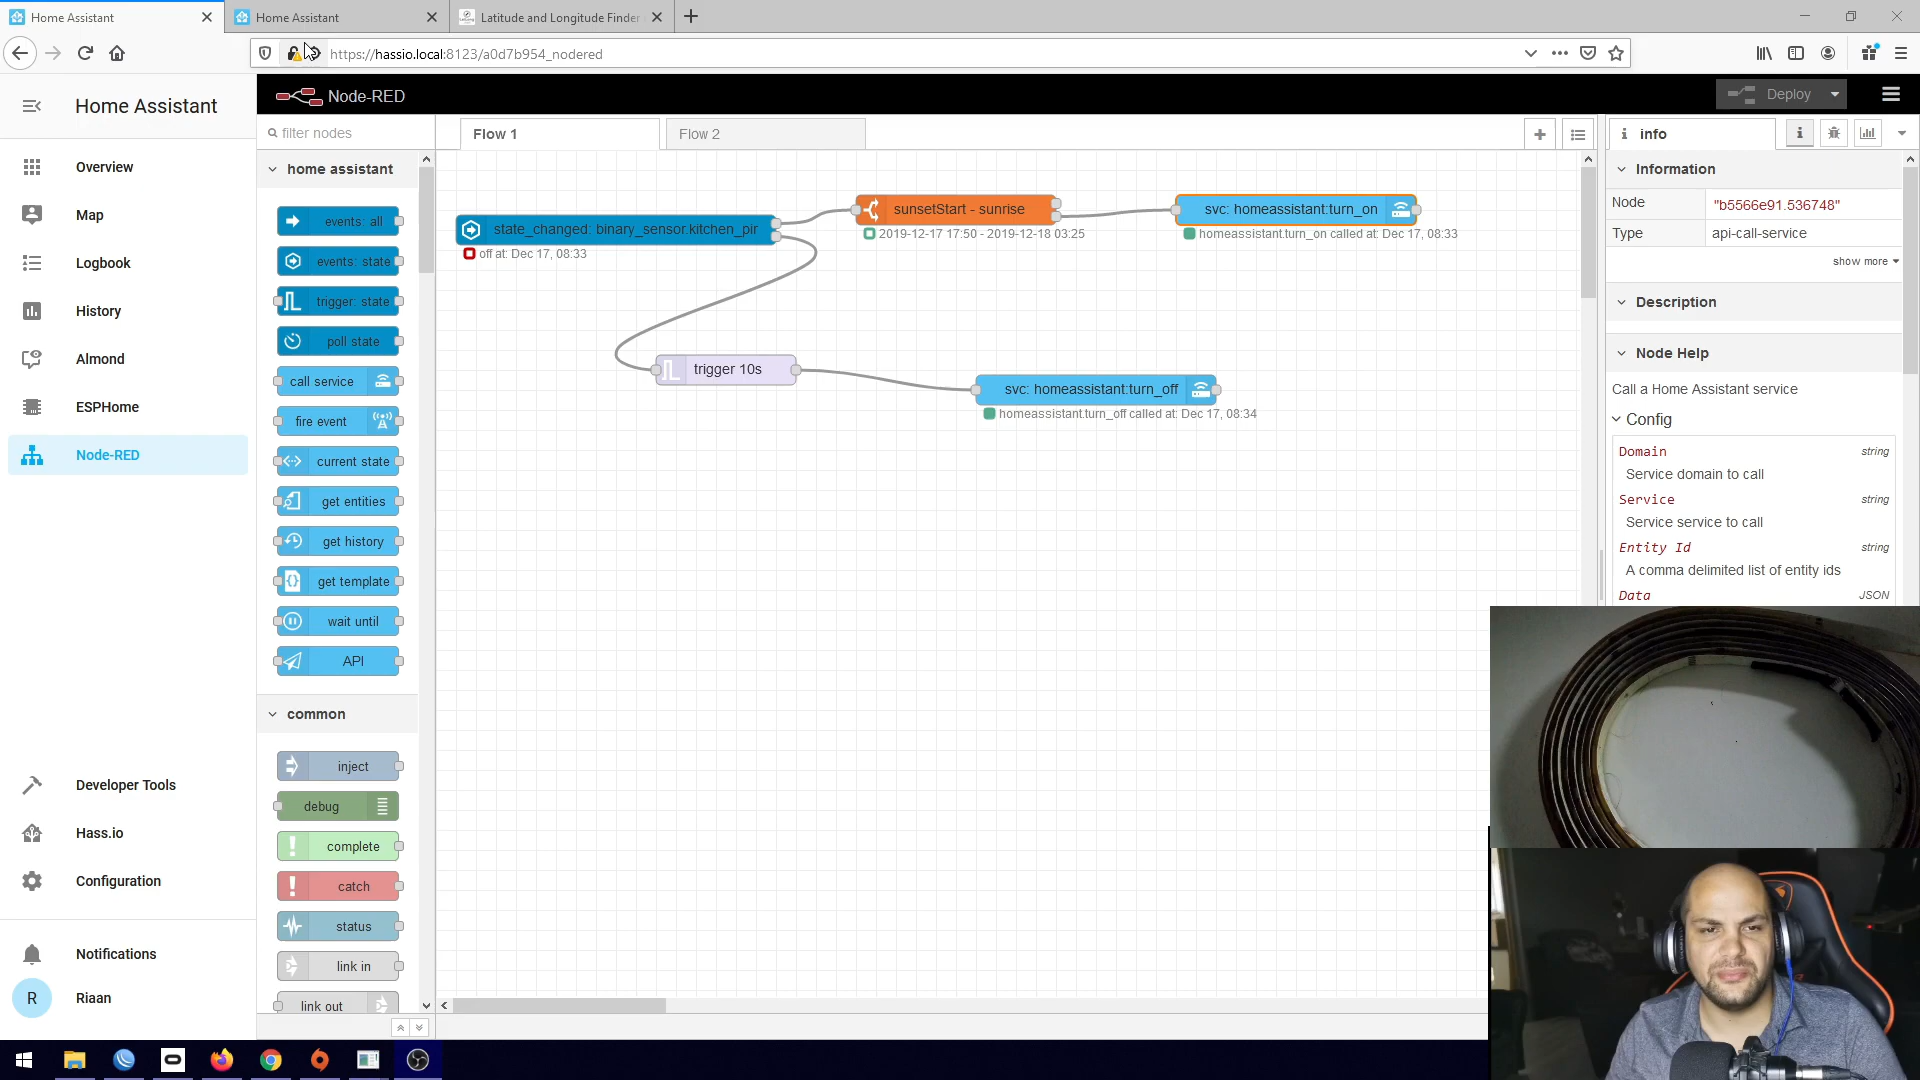 Home Assistant
Home Assistant
Latitude and Longitude Finder
https://hassio.local:8123/a0d7b954_nodered
Home Assistant
Node-RED
Deploy
filter nodes
Flow 1
Flow 2
info
Overview
Map
Logbook
History
Almond
ESPHome
Node-RED
Developer Tools
Hass.io
Configuration
Notifications
R
Riaan
home assistant
events: all
events: state
trigger: state
poll state
call service
fire event
current state
get entities
get history
get template
wait until
API
common
inject
debug
complete
catch
status
link in
link out
state_changed: binary_sensor.kitchen_pir
off at: Dec 17, 08:33
sunsetStart - sunrise
2019-12-17 17:50 - 2019-12-18 03:25
svc: homeassistant:turn_on
homeassistant.turn_on called at: Dec 17, 08:33
trigger 10s
svc: homeassistant:turn_off
homeassistant.turn_off called at: Dec 17, 08:34
Information
Node
"b5566e91.536748"
Type
api-call-service
show more
Description
Node Help
Call a Home Assistant service
Config
Domain string
Service domain to call
Service string
Service service to call
Entity Id string
A comma delimited list of entity ids
Data JSON